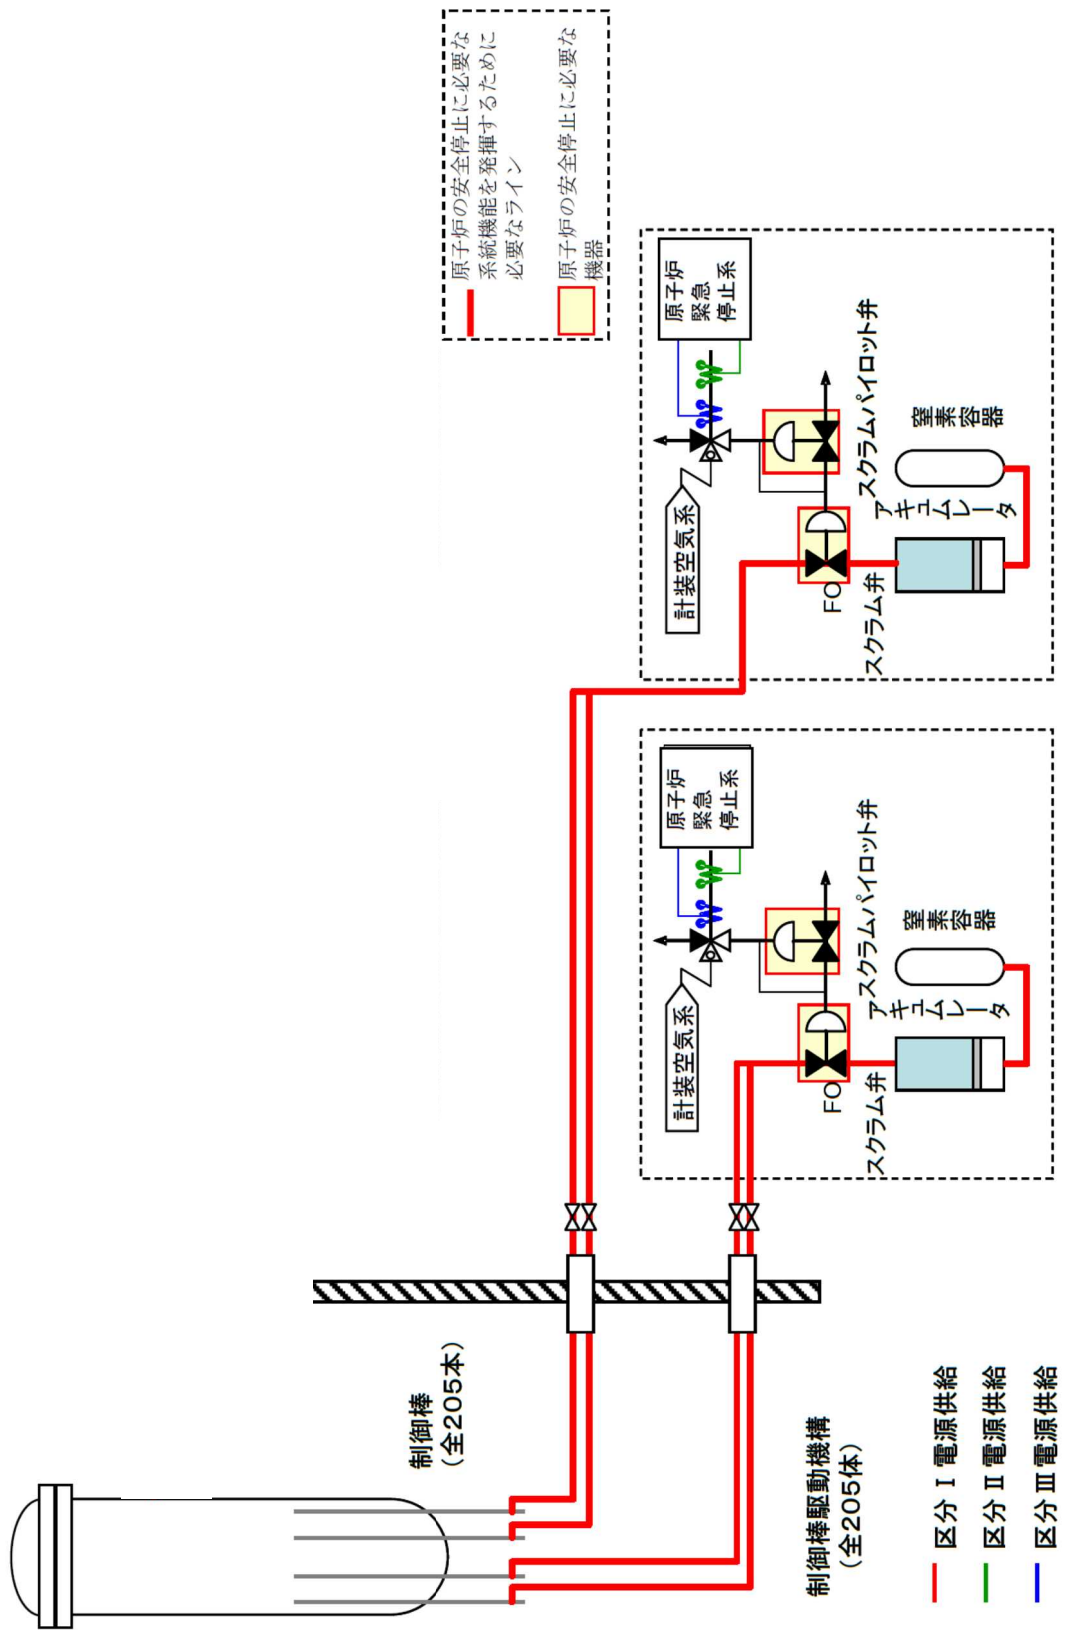 原子炉の安全停止に必要な
系統機能を発揮するために
必要なライン
原子炉の安全停止に必要な
機器
制御棒
(全205本)
制御棒駆動機構
(全205体)
区分 Ⅰ 電源供給
区分 Ⅱ 電源供給
区分 Ⅲ 電源供給
計装空気系
原子炉
緊急
停止系
スクラムパイロット弁
FO
スクラム弁
アキュムレータ
窒素容器
計装空気系
原子炉
緊急
停止系
スクラムパイロット弁
FO
スクラム弁
アキュムレータ
窒素容器